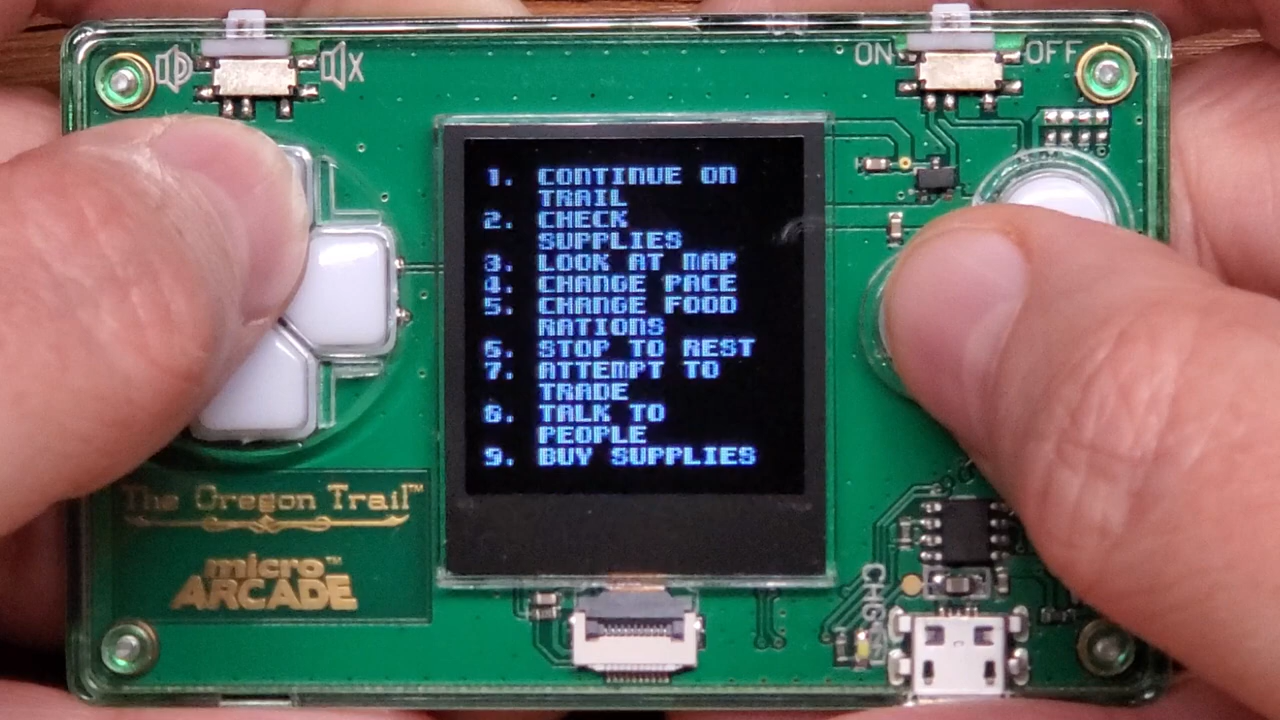 ON
OFF
1. CONTINUE ON
TRAIL
2. CHECK
SUPPLIES
3. LOOK AT MAP
4. CHANGE PACE
5. CHANGE FOOD
RATIONS
6. STOP TO REST
7. ATTEMPT TO
TRADE
8. TALK TO
PEOPLE
9. BUY SUPPLIES
The Oregon Trail™
micro™
ARCADE
CHG